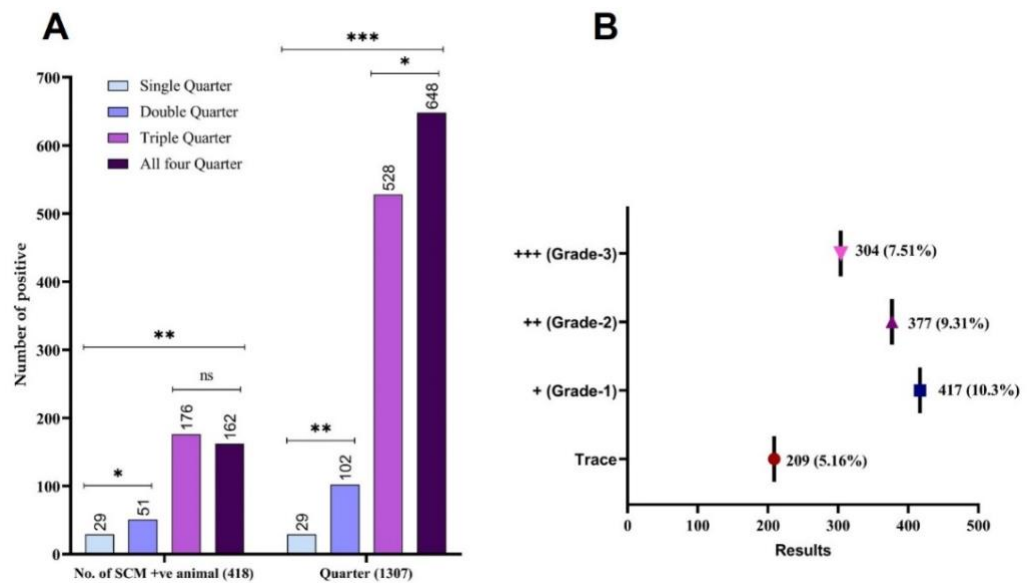 A
Number of positive
700
600
500
400
300
200
100
0
Single Quarter
Double Quarter
Triple Quarter
All four Quarter
***
*
**
ns
*
**
29
51
176
162
29
102
528
648
No. of SCM +ve animal (418)
Quarter (1307)
B
+++ (Grade-3)
304 (7.51%)
++ (Grade-2)
377 (9.31%)
+ (Grade-1)
417 (10.3%)
Trace
209 (5.16%)
0 100 200 300 400 500
Results